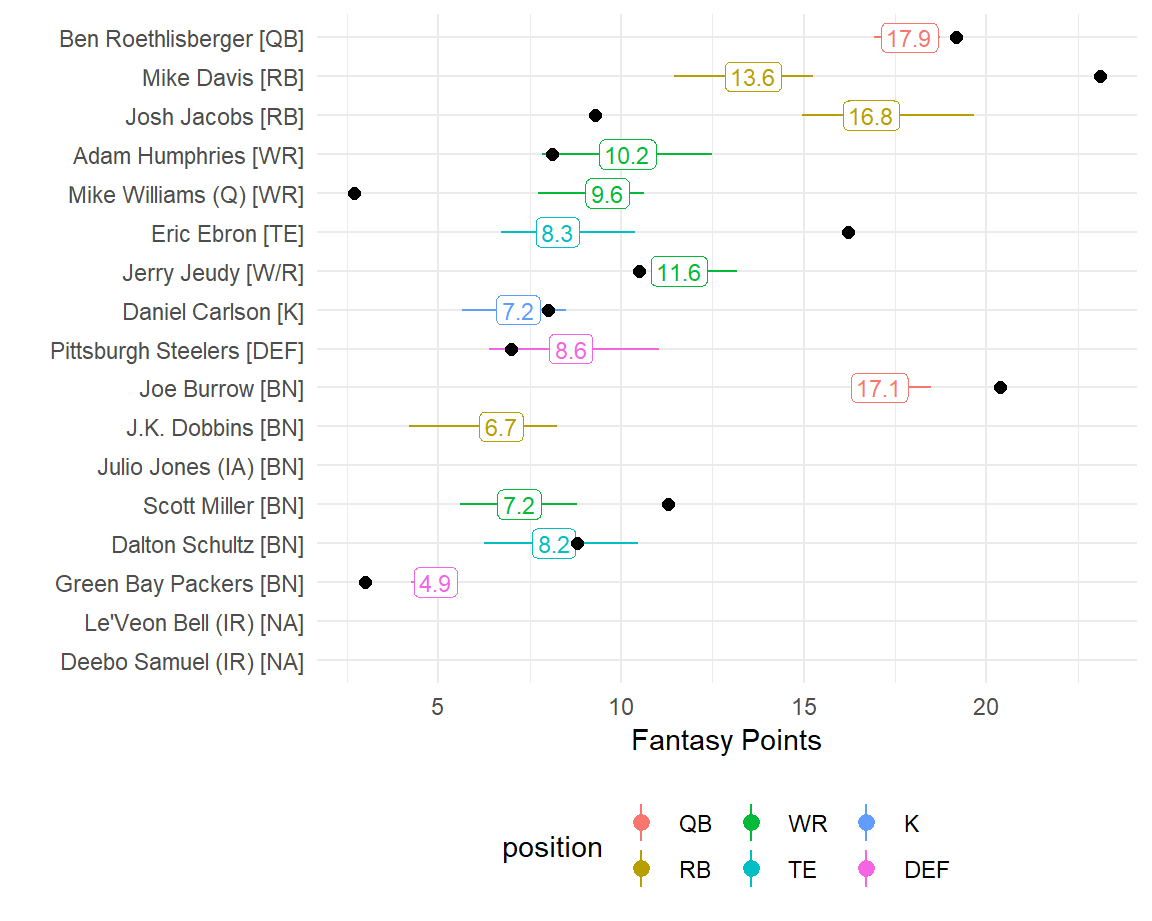 Ben Roethlisberger [QB] 17.9
Mike Davis [RB] 13.6
Josh Jacobs [RB] 16.8
Adam Humphries [WR] 10.2
Mike Williams (Q) [WR] 9.6
Eric Ebron [TE] 8.3
Jerry Jeudy [W/R] 11.6
Daniel Carlson [K] 7.2
Pittsburgh Steelers [DEF] 8.6
Joe Burrow [BN] 17.1
J.K. Dobbins [BN] 6.7
Julio Jones (IA) [BN]
Scott Miller [BN] 7.2
Dalton Schultz [BN] 8.2
Green Bay Packers [BN] 4.9
Le'Veon Bell (IR) [NA]
Deebo Samuel (IR) [NA]
5 10 15 20
Fantasy Points
position
QB WR K
RB TE DEF